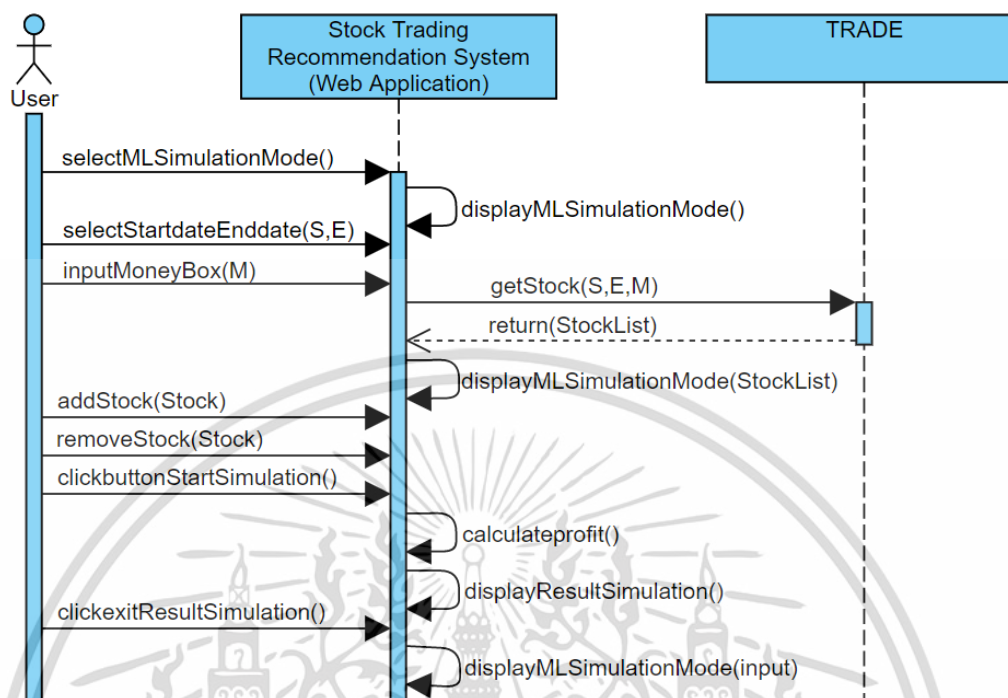 Stock Trading
Recommendation System
(Web Application)
TRADE
User
selectMLSimulationMode()
displayMLSimulationMode()
selectStartdateEnddate(S,E)
inputMoneyBox(M)
getStock(S,E,M)
return(StockList)
displayMLSimulationMode(StockList)
addStock(Stock)
removeStock(Stock)
clickbuttonStartSimulation()
calculateprofit()
displayResultSimulation()
clickexitResultSimulation()
displayMLSimulationMode(input)